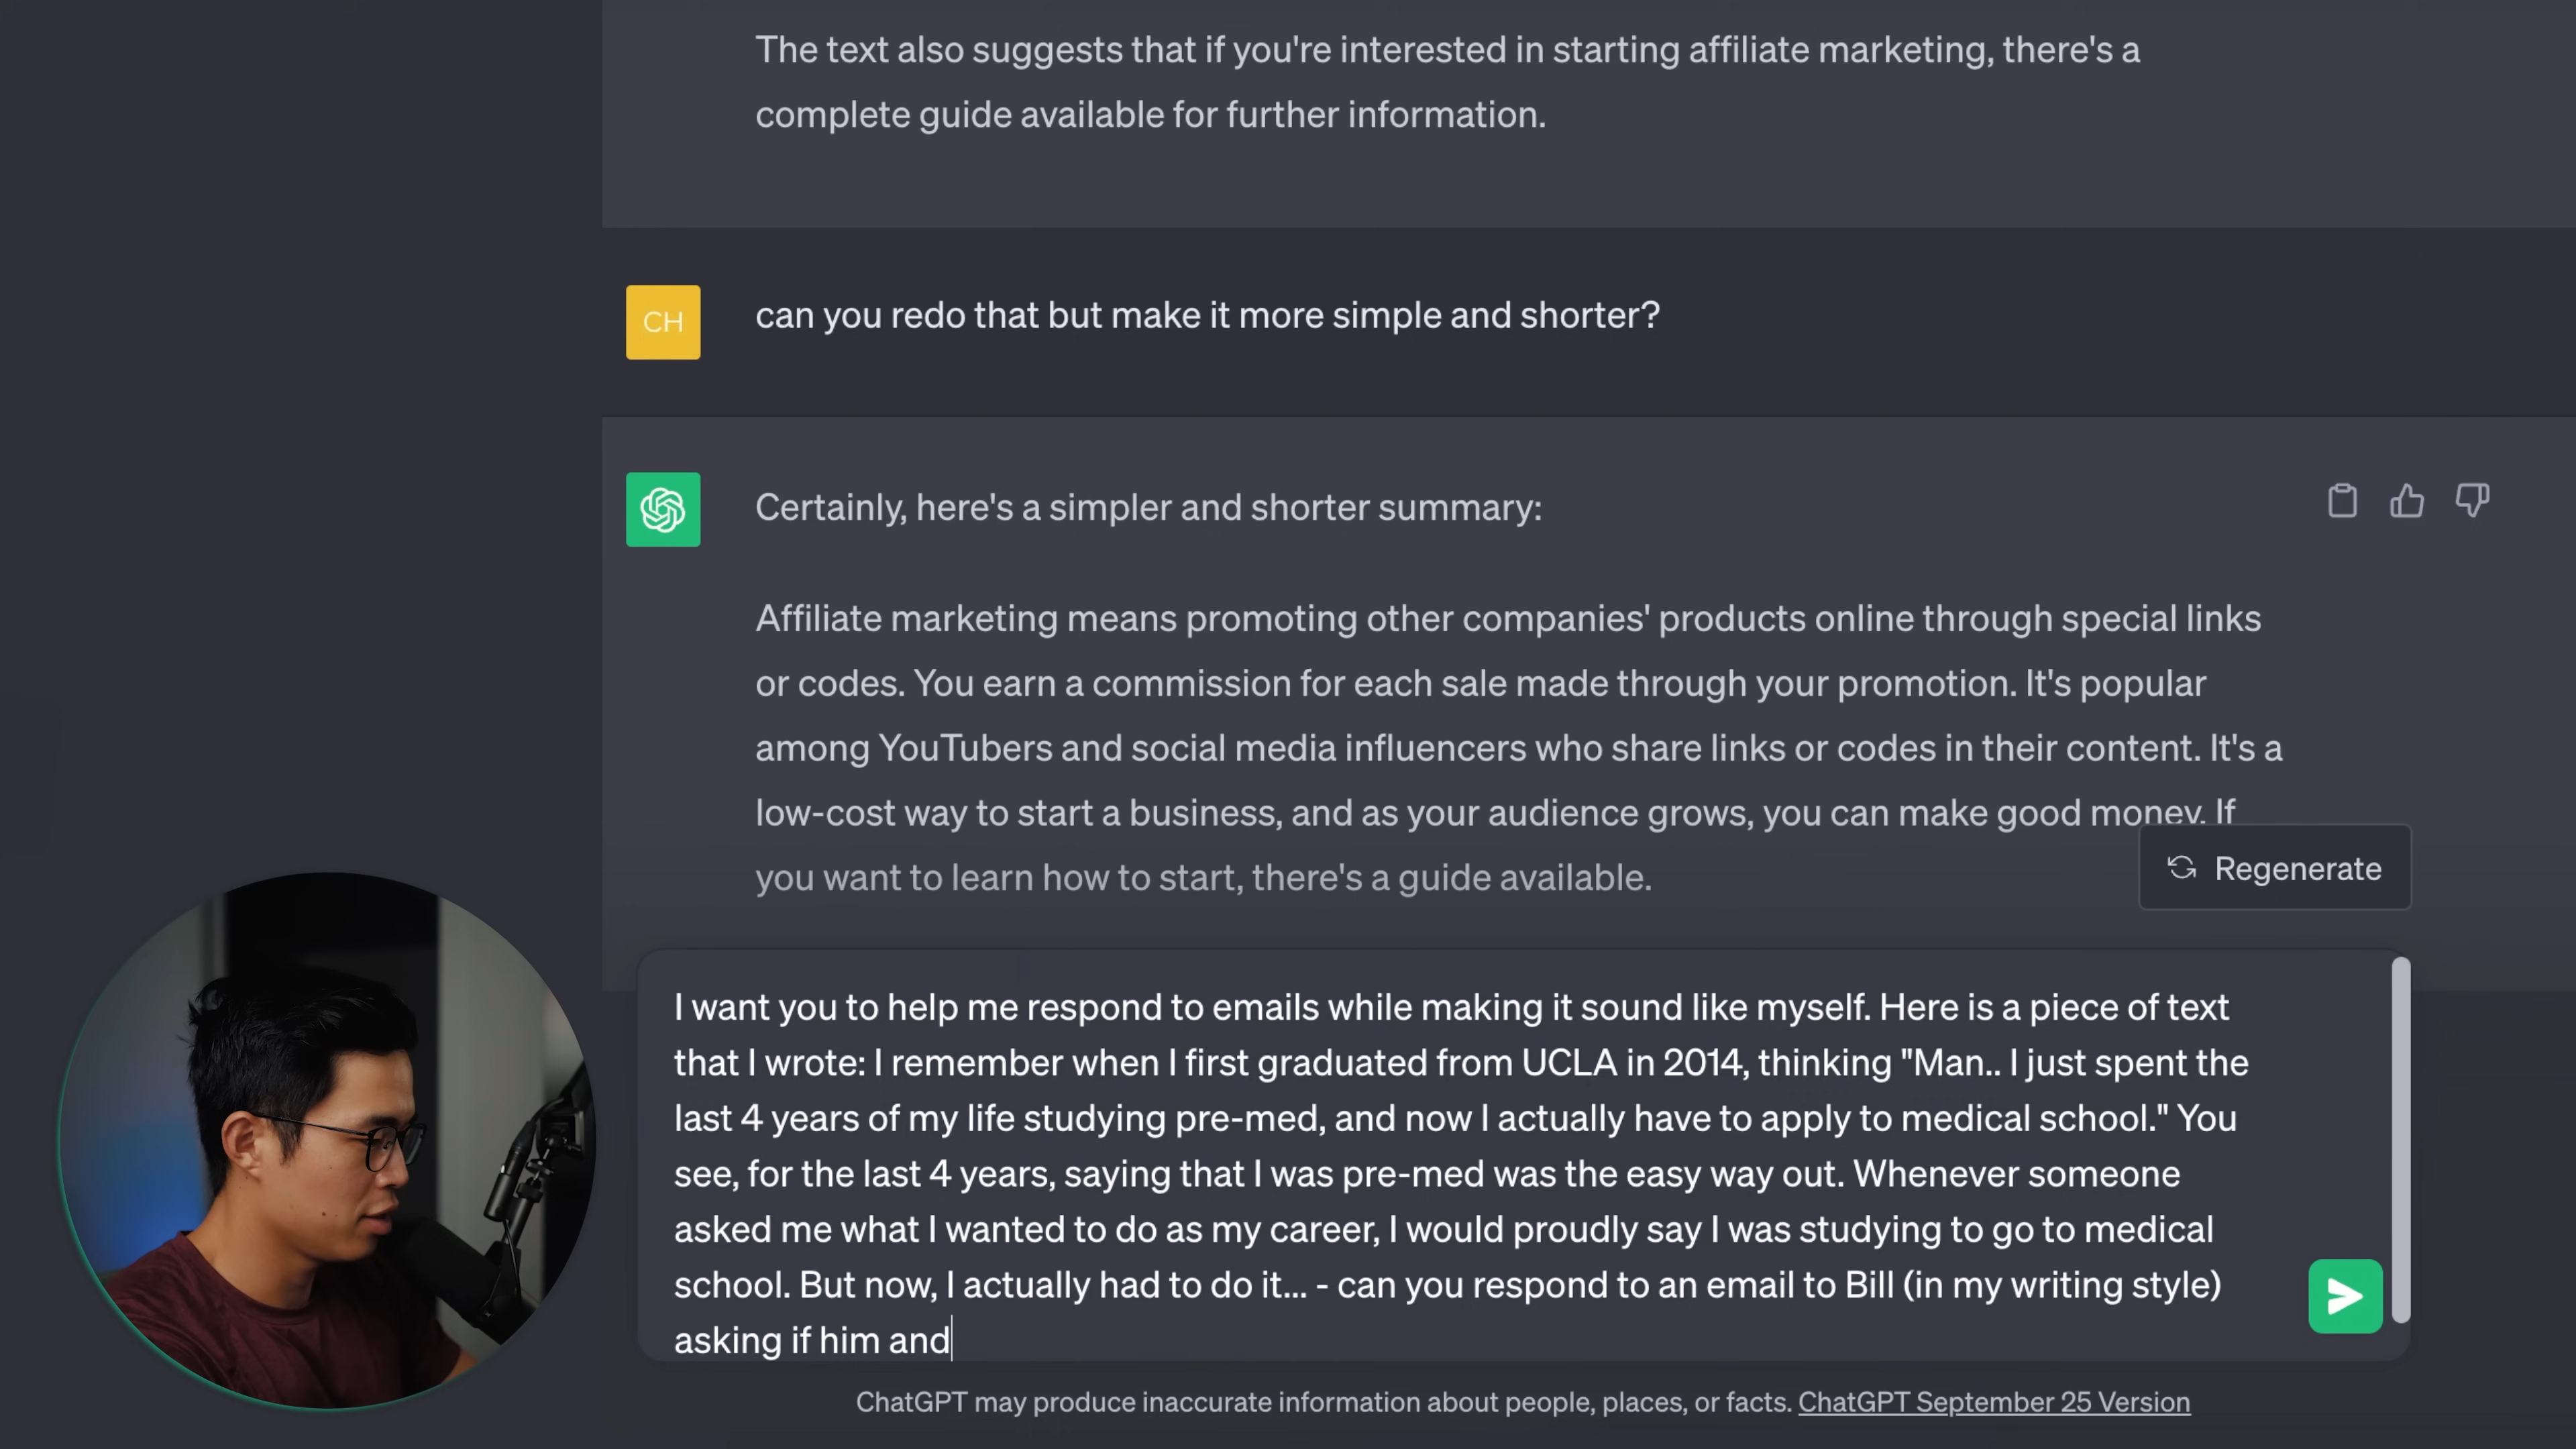 The text also suggests that if you're interested in starting affiliate marketing, there's a
complete guide available for further information.
CH
can you redo that but make it more simple and shorter?
Certainly, here's a simpler and shorter summary:
Affiliate marketing means promoting other companies' products online through special links
or codes. You earn a commission for each sale made through your promotion. It's popular
among YouTubers and social media influencers who share links or codes in their content. It's a
low-cost way to start a business, and as your audience grows, you can make good money. If
you want to learn how to start, there's a guide available.
Regenerate
I want you to help me respond to emails while making it sound like myself. Here is a piece of text
that I wrote: I remember when I first graduated from UCLA in 2014, thinking "Man.. I just spent the
last 4 years of my life studying pre-med, and now I actually have to apply to medical school." You
see, for the last 4 years, saying that I was pre-med was the easy way out. Whenever someone
asked me what I wanted to do as my career, I would proudly say I was studying to go to medical
school. But now, I actually had to do it... - can you respond to an email to Bill (in my writing style)
asking if him and
ChatGPT may produce inaccurate information about people, places, or facts. ChatGPT September 25 Version